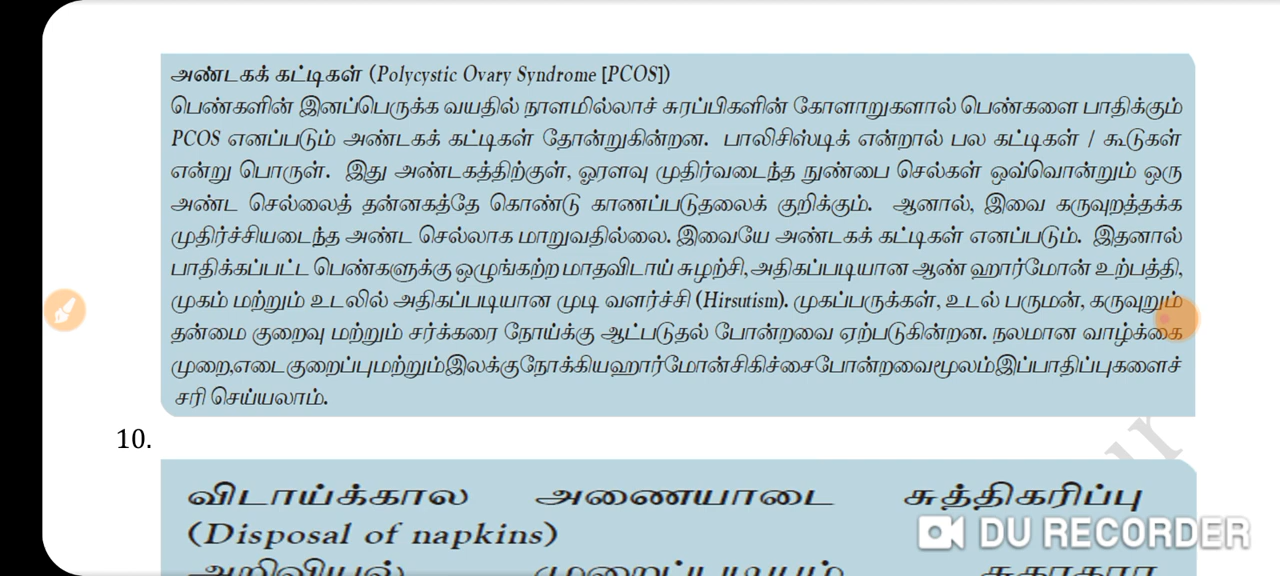 அண்டகக் கட்டிகள் (Polycystic Ovary Syndrome [PCOS])
பெண்களின் இனப்பெருக்க வயதில் நாளமில்லாச் சுரப்பிகளின் கோளாறுகளால் பெண்களை பாதிக்கும்
PCOS எனப்படும் அண்டகக் கட்டிகள் தோன்றுகின்றன. பாலிசிஸ்டிக் என்றால் பல கட்டிகள் / கூடுகள்
என்று பொருள். இது அண்டகத்திற்குள், ஓரளவு முதிர்வடைந்த நுண்பை செல்கள் ஒவ்வொன்றும் ஒரு
அண்ட செல்லைத் தன்னகத்தே கொண்டு காணப்படுதலைக் குறிக்கும். ஆனால், இவை கருவுறத்தக்க
முதிர்ச்சியடைந்த அண்ட செல்லாக மாறுவதில்லை. இவையே அண்டகக் கட்டிகள் எனப்படும். இதனால்
பாதிக்கப்பட்ட பெண்களுக்கு ஒழுங்கற்ற மாதவிடாய் சுழற்சி, அதிகப்படியான ஆண் ஹார்மோன் உற்பத்தி,
முகம் மற்றும் உடலில் அதிகப்படியான முடி வளர்ச்சி (Hirsutism). முகப்பருக்கள், உடல் பருமன், கருவுறும்
தன்மை குறைவு மற்றும் சர்க்கரை நோய்க்கு ஆட்படுதல் போன்றவை ஏற்படுகின்றன. நலமான வாழ்க்கை
முறை,எடைகுறைப்புமற்றும்இலக்குநோக்கியஹார்மோன்சிகிச்சைபோன்றவைமூலம்இப்பாதிப்புகளைச்
சரி செய்யலாம்.
10.
விடாய்க்கால அணையாடை சுத்திகரிப்பு
(Disposal of napkins)
அறிவியல் முறைப்படியும் சுகாதார
DU RECORDER